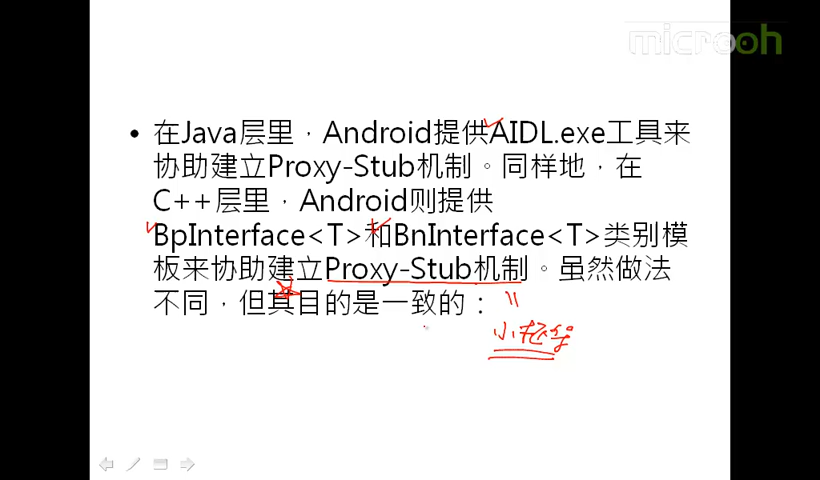 microoh
• 在Java层里，Android提供AIDL.exe工具来
协助建立Proxy-Stub机制。同样地，在
C++层里，Android则提供
BpInterface<T>和BnInterface<T>类别模
板来协助建立Proxy-Stub机制。虽然做法
不同，但其目的是一致的：